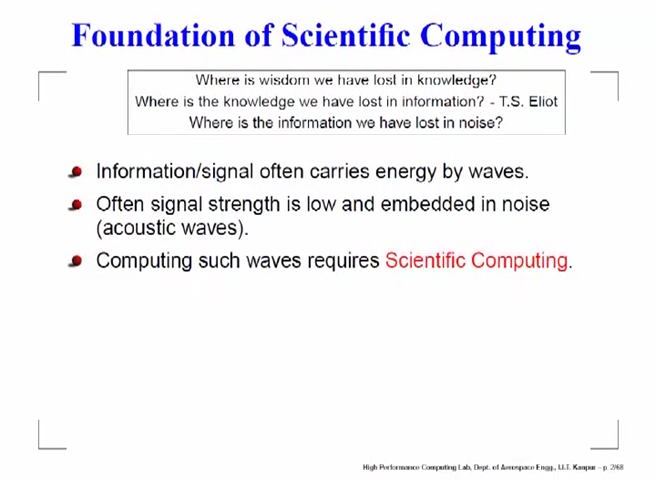 Foundation of Scientific Computing
Where is wisdom we have lost in knowledge?
Where is the knowledge we have lost in information? - T.S. Eliot
Where is the information we have lost in noise?
Information/signal often carries energy by waves.
Often signal strength is low and embedded in noise
(acoustic waves).
Computing such waves requires Scientific Computing.
High Performance Computing Lab, Dept. of Aerospace Engg., I.I.T. Kanpur – p. 2/68